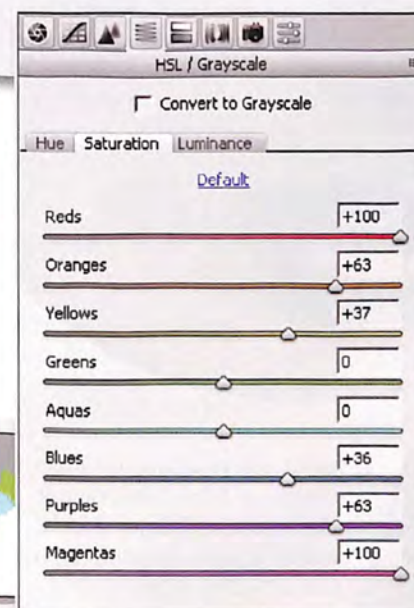 HSL / Grayscale
Convert to Grayscale
Hue Saturation Luminance
Default
Reds +100
Oranges +63
Yellows +37
Greens 0
Aquas 0
Blues +36
Purples +63
Magentas +100